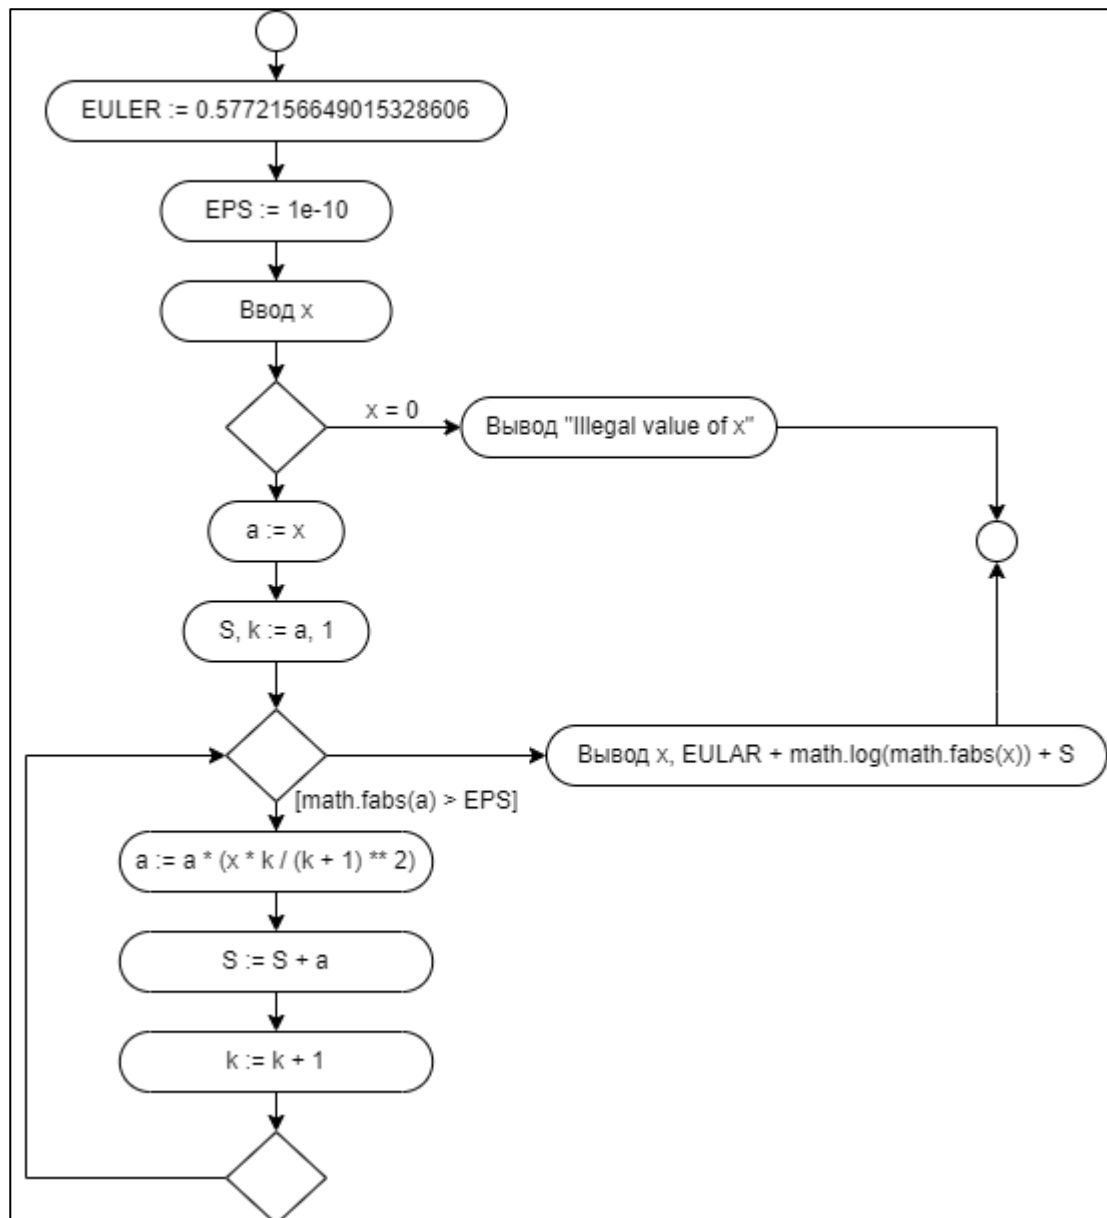 EULER := 0.5772156649015328606
EPS := 1e-10
Ввод x
x = 0
Вывод "Illegal value of x"
a := x
S, k := a, 1
Вывод x, EULAR + math.log(math.fabs(x)) + S
[math.fabs(a) > EPS]
a := a * (x * k / (k + 1) ** 2)
S := S + a
k := k + 1